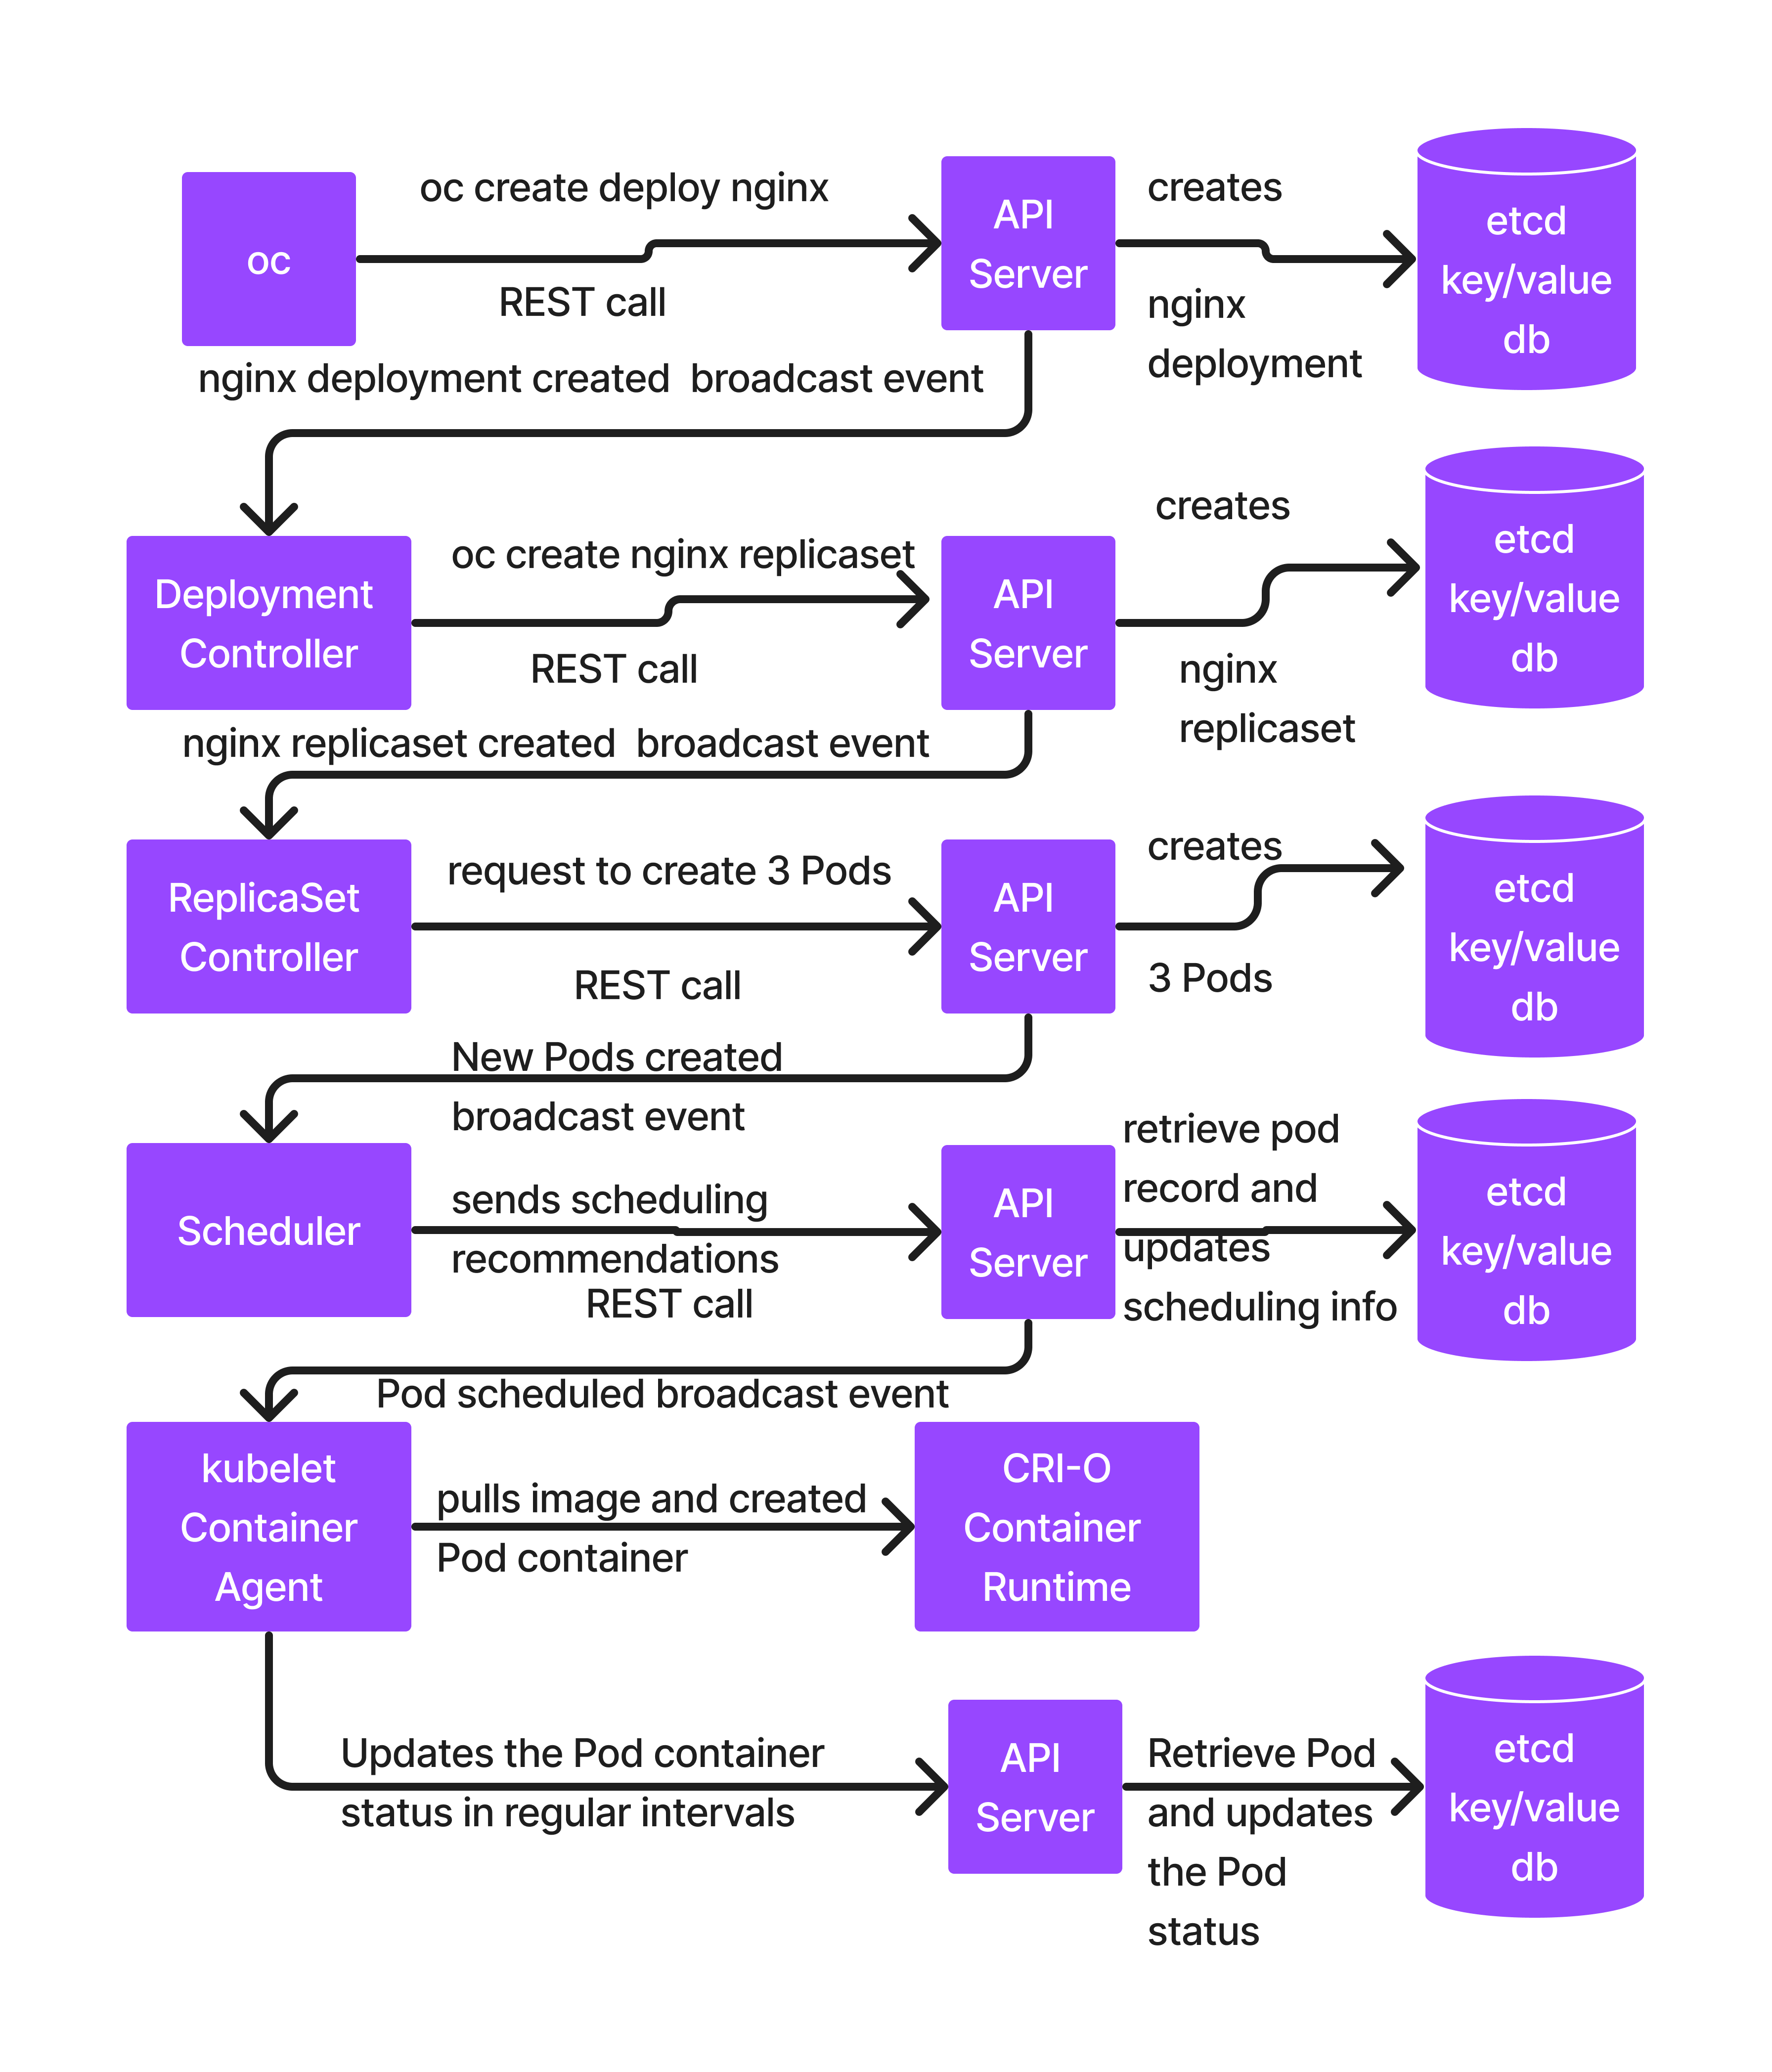 oc
oc create deploy nginx
REST call
API
Server
creates
nginx
deployment
etcd
key/value
db
nginx deployment created  broadcast event
Deployment
Controller
oc create nginx replicaset
REST call
API
Server
creates
nginx
replicaset
etcd
key/value
db
nginx replicaset created  broadcast event
ReplicaSet
Controller
request to create 3 Pods
REST call
API
Server
creates
3 Pods
etcd
key/value
db
New Pods created
broadcast event
Scheduler
sends scheduling
recommendations
REST call
API
Server
retrieve pod
record and
updates
scheduling info
etcd
key/value
db
Pod scheduled broadcast event
kubelet
Container
Agent
pulls image and created
Pod container
CRI-O
Container
Runtime
Updates the Pod container
status in regular intervals
API
Server
Retrieve Pod
and updates
the Pod
status
etcd
key/value
db